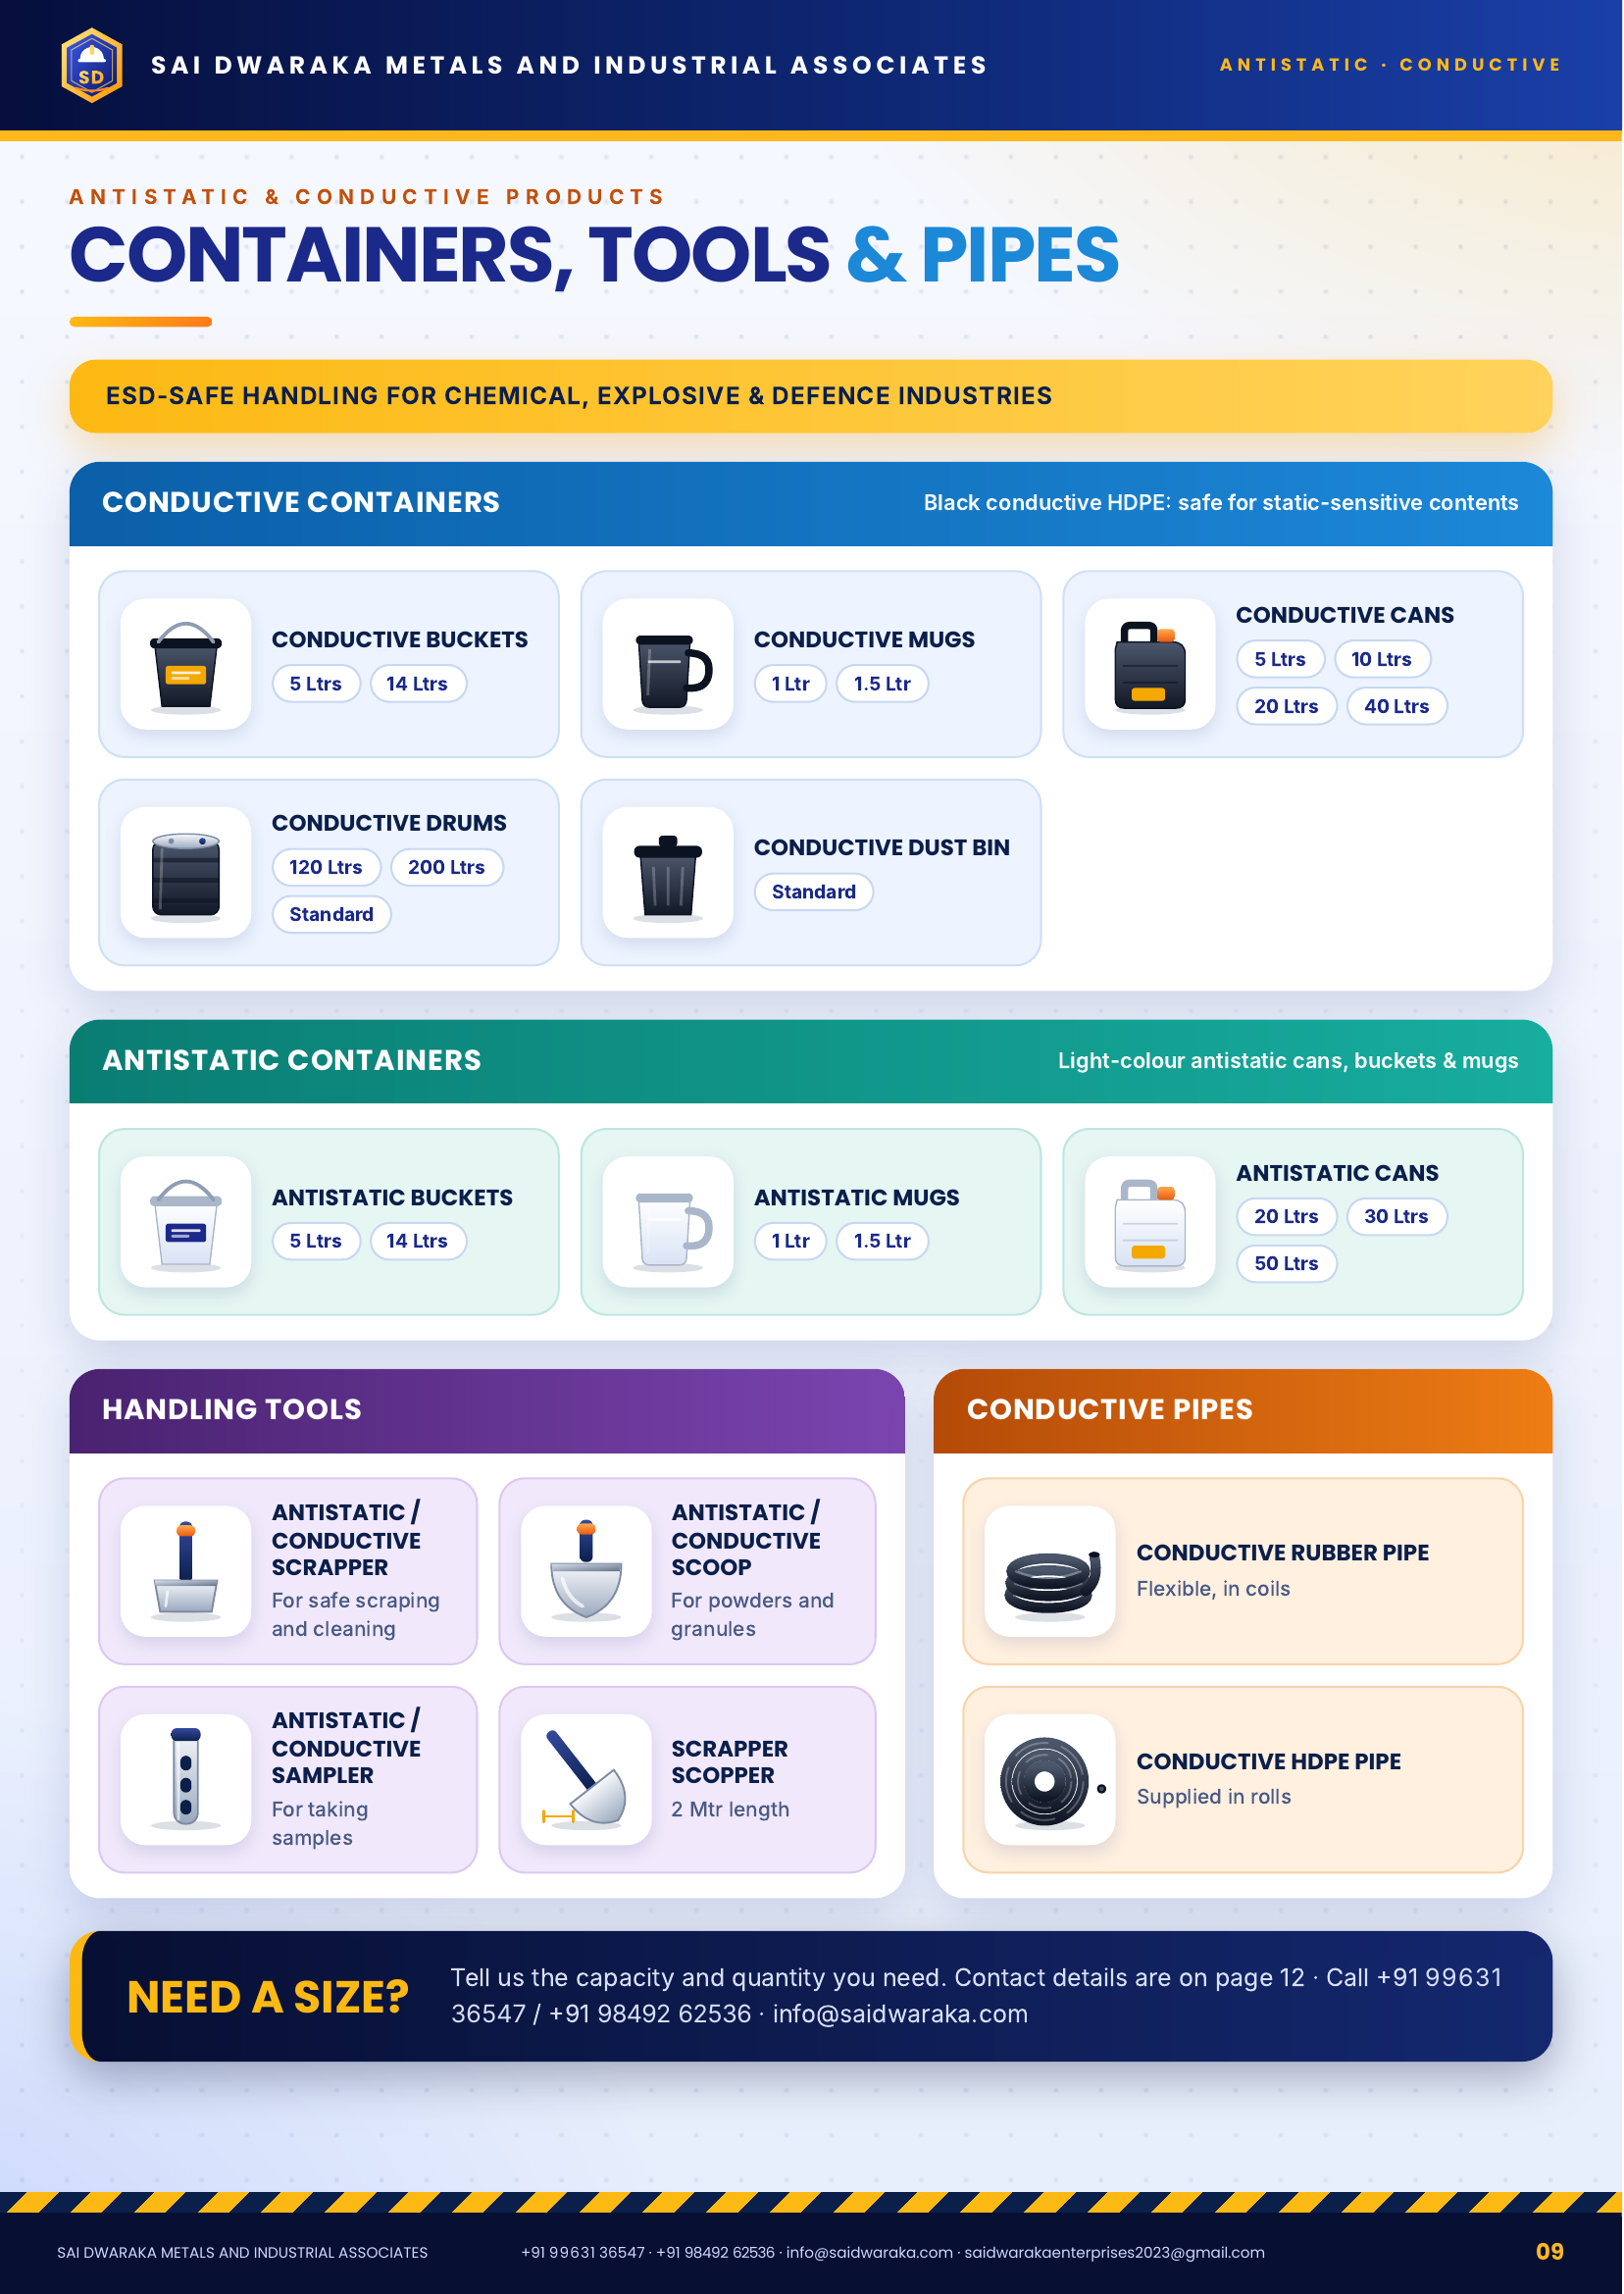 SD
SAI DWARAKA METALS AND INDUSTRIAL ASSOCIATES
ANTISTATIC · CONDUCTIVE
ANTISTATIC & CONDUCTIVE PRODUCTS
CONTAINERS, TOOLS & PIPES
ESD-SAFE HANDLING FOR CHEMICAL, EXPLOSIVE & DEFENCE INDUSTRIES
CONDUCTIVE CONTAINERS
Black conductive HDPE: safe for static-sensitive contents
CONDUCTIVE BUCKETS
5 Ltrs
14 Ltrs
CONDUCTIVE MUGS
1 Ltr
1.5 Ltr
CONDUCTIVE CANS
5 Ltrs
10 Ltrs
20 Ltrs
40 Ltrs
CONDUCTIVE DRUMS
120 Ltrs
200 Ltrs
Standard
CONDUCTIVE DUST BIN
Standard
ANTISTATIC CONTAINERS
Light-colour antistatic cans, buckets & mugs
ANTISTATIC BUCKETS
5 Ltrs
14 Ltrs
ANTISTATIC MUGS
1 Ltr
1.5 Ltr
ANTISTATIC CANS
20 Ltrs
30 Ltrs
50 Ltrs
HANDLING TOOLS
ANTISTATIC /
CONDUCTIVE
SCRAPPER
For safe scraping
and cleaning
ANTISTATIC /
CONDUCTIVE
SCOOP
For powders and
granules
ANTISTATIC /
CONDUCTIVE
SAMPLER
For taking
samples
SCRAPPER
SCOPPER
2 Mtr length
CONDUCTIVE PIPES
CONDUCTIVE RUBBER PIPE
Flexible, in coils
CONDUCTIVE HDPE PIPE
Supplied in rolls
NEED A SIZE?
Tell us the capacity and quantity you need. Contact details are on page 12 · Call +91 99631
36547 / +91 98492 62536 · info@saidwaraka.com
SAI DWARAKA METALS AND INDUSTRIAL ASSOCIATES
+91 99631 36547 · +91 98492 62536 · info@saidwaraka.com · saidwarakaenterprises2023@gmail.com
09